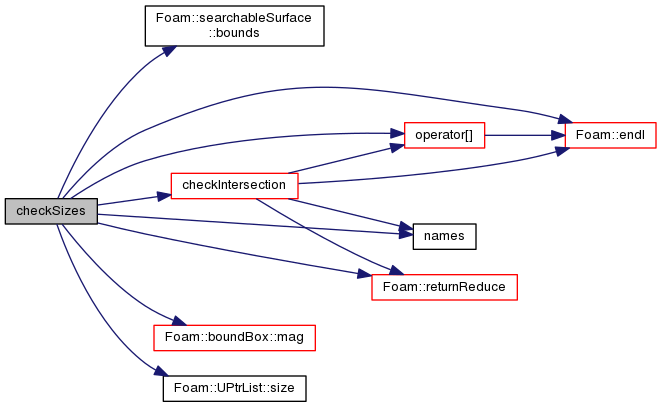 Foam::searchableSurface
::bounds
operator[]
Foam::endl
checkIntersection
checkSizes
names
Foam::returnReduce
Foam::boundBox::mag
Foam::UPtrList::size